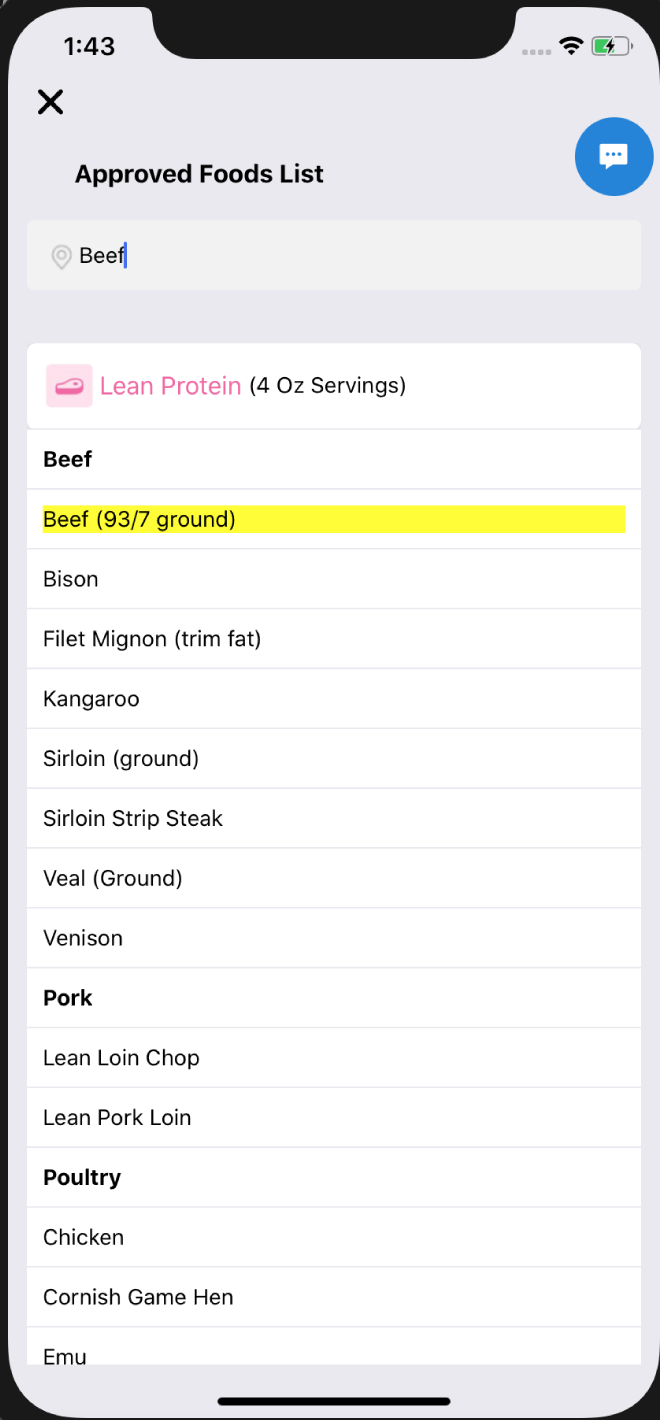 1:43
Approved Foods List
Beef
Lean Protein (4 Oz Servings)
Beef
Beef (93/7 ground)
Bison
Filet Mignon (trim fat)
Kangaroo
Sirloin (ground)
Sirloin Strip Steak
Veal (Ground)
Venison
Pork
Lean Loin Chop
Lean Pork Loin
Poultry
Chicken
Cornish Game Hen
Emu